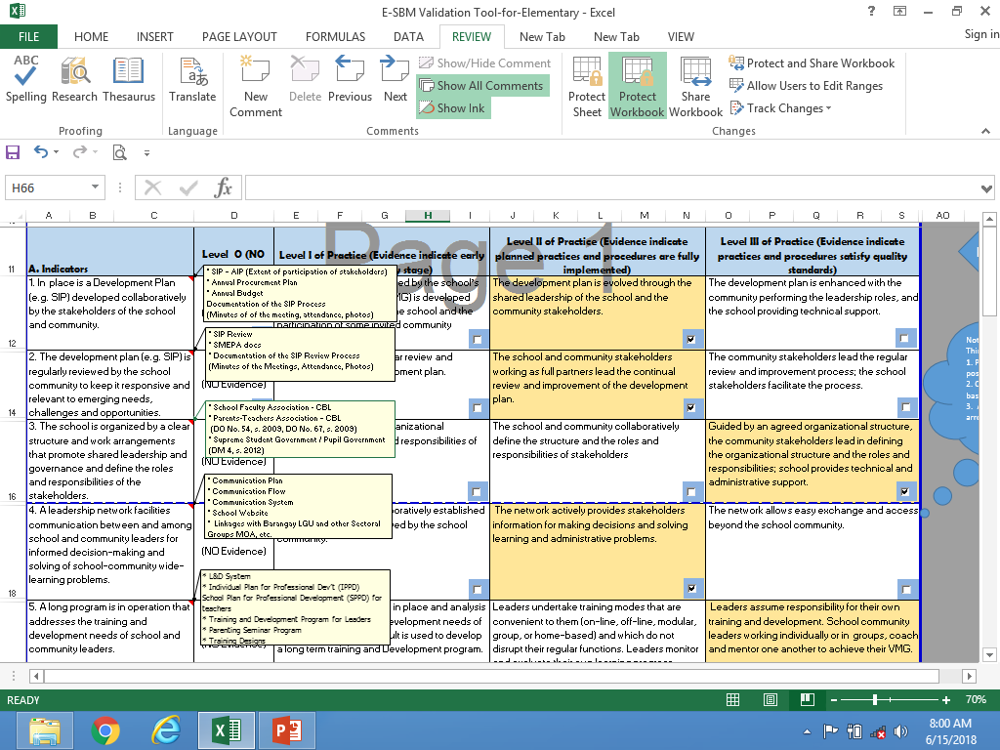 E-SBM Validation Tool-for-Elementary - Excel
Sign in
FILE HOME INSERT PAGE LAYOUT FORMULAS DATA REVIEW New Tab New Tab VIEW
ABC
Spelling Research Thesaurus
Proofing
Translate
Language
New Comment
Delete Previous Next
Show/Hide Comment
Show All Comments
Show Ink
Comments
Protect Sheet
Protect Workbook
Share Workbook
Protect and Share Workbook
Allow Users to Edit Ranges
Track Changes
Changes
H66
fx
A B C D E F G H I J K L M N O P Q R S AO
Page 1
11
A. Indicators
Level O (NO
Level I of Practice (Evidence indicate early
y stage)
Level II of Practice (Evidence indicate
planned practices and procedures are fully
implemented)
Level III of Practice (Evidence indicate
practices and procedures satisfy quality
standards)
12
1. In place is a Development Plan
(e.g. SIP) developed collaboratively
by the stakeholders of the school
and community.
* SIP - AIP (Extent of participation of stakeholders)
* Annual Procurement Plan
* Annual Budget
Documentation of the SIP Process
(Minutes of of the meeting, attendance, photos)
ed by the school's
MG) is developed
e school and the
participation of some invited community
The development plan is evolved through the
shared leadership of the school and the
community stakeholders.
The development plan is enhanced with the
community performing the leadership roles, and
the school providing technical support.
14
2. The development plan (e.g. SIP) is
regularly reviewed by the school
community to keep it responsive and
relevant to emerging needs,
challenges and opportunities.
* SIP Review
* SMEPA docs
* Documentation of the SIP Review Process
(Minutes of the Meetings, Attendance, Photos)
(NO Evidence)
ar review and
pment plan.
The school and community stakeholders
working as full partners lead the continual
review and improvement of the development
plan.
The community stakeholders lead the regular
review and improvement process; the school
stakeholders facilitate the process.
16
3. The school is organized by a clear
structure and work arrangements
that promote shared leadership and
governance and define the roles
and responsibilities of the
stakeholders.
* School Faculty Association - CBL
* Parents-Teachers Association - CBL
(DO No. 54, s. 2009, DO No. 67, s. 2009)
* Supreme Student Government / Pupil Government
(DM 4, s. 2012)
(NO Evidence)
anizational
d responsibilities of
The school and community collaboratively
define the structure and the roles and
responsibilities of stakeholders
Guided by an agreed organizational structure,
the community stakeholders lead in defining
the organizational structure and the roles and
responsibilities; school provides technical and
administrative support.
18
4. A leadership network facilities
communication between and among
school and community leaders for
informed decision-making and
solving of school-community wide-
learning problems.
* Communication Plan
* Communication Flow
* Communication System
* School Website
* Linkages with Barangay LGU and other Sectoral
Groups MOA, etc.
(NO Evidence)
boratively established
ved by the school
community.
The network actively provides stakeholders
information for making decisions and solving
learning and administrative problems.
The network allows easy exchange and access
beyond the school community.
5. A long program is in operation that
addresses the training and
development needs of school and
community leaders.
* L&D System
* Individual Plan for Professional Dev't (IPPD)
School Plan for Professional Development (SPPD) for
teachers
* Training and Development Program for Leaders
* Parenting Seminar Program
* Training Designs
(NO Evidence)
in place and analysis
evelopment needs of
ult is used to develop
a long term training and development program.
Leaders undertake training modes that are
convenient to them (on-line, off-line, modular,
group, or home-based) and which do not
disrupt their regular functions. Leaders monitor
and evaluate their own learning progress
Leaders assume responsibility for their own
training and development. School community
leaders working individually or in groups, coach
and mentor one another to achieve their VMG.
Not
Thi
1. P
pos
2. C
bas
3. A
arr
READY
70%
8:00 AM
6/15/2018